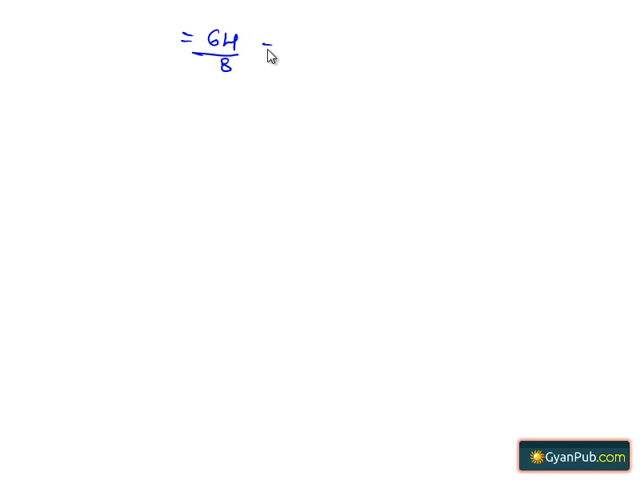 = 64 =
8
GyanPub.com